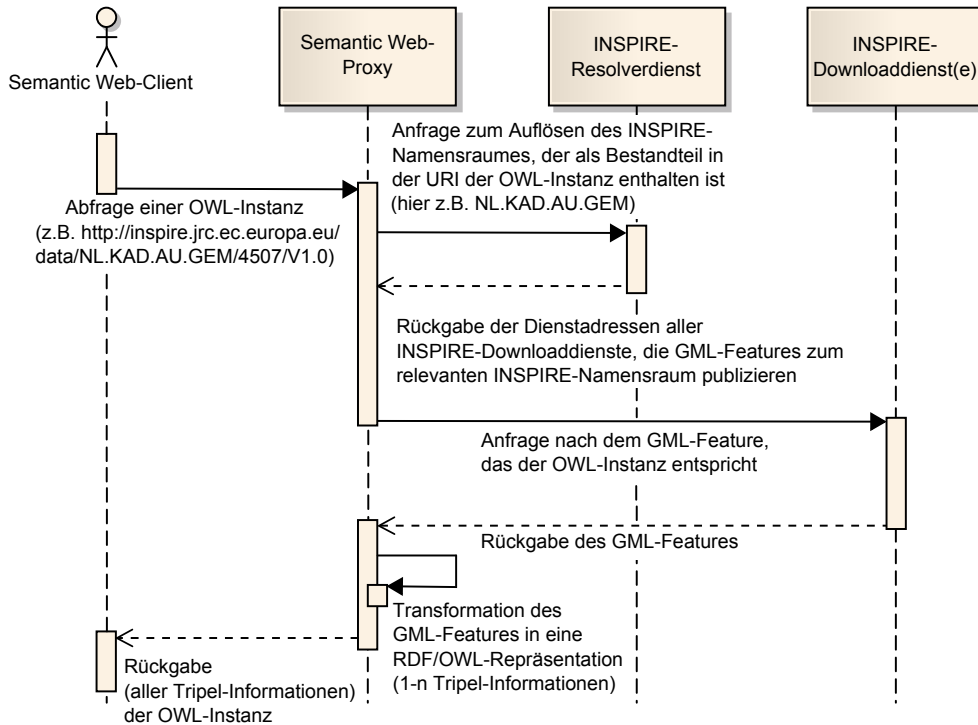 Semantic Web-Client
Semantic Web-
Proxy
INSPIRE-
Resolverdienst
INSPIRE-
Downloaddienst(e)
Anfrage zum Auflösen des INSPIRE-
Namensraumes, der als Bestandteil in
der URI der OWL-Instanz enthalten ist
(hier z.B. NL.KAD.AU.GEM)
Abfrage einer OWL-Instanz
(z.B. http://inspire.jrc.ec.europa.eu/
data/NL.KAD.AU.GEM/4507/V1.0)
Rückgabe der Dienstadressen aller
INSPIRE-Downloaddienste, die GML-Features zum
relevanten INSPIRE-Namensraum publizieren
Anfrage nach dem GML-Feature,
das der OWL-Instanz entspricht
Rückgabe des GML-Features
Transformation des
GML-Features in eine
RDF/OWL-Repräsentation
(1-n Tripel-Informationen)
Rückgabe
(aller Tripel-Informationen)
der OWL-Instanz